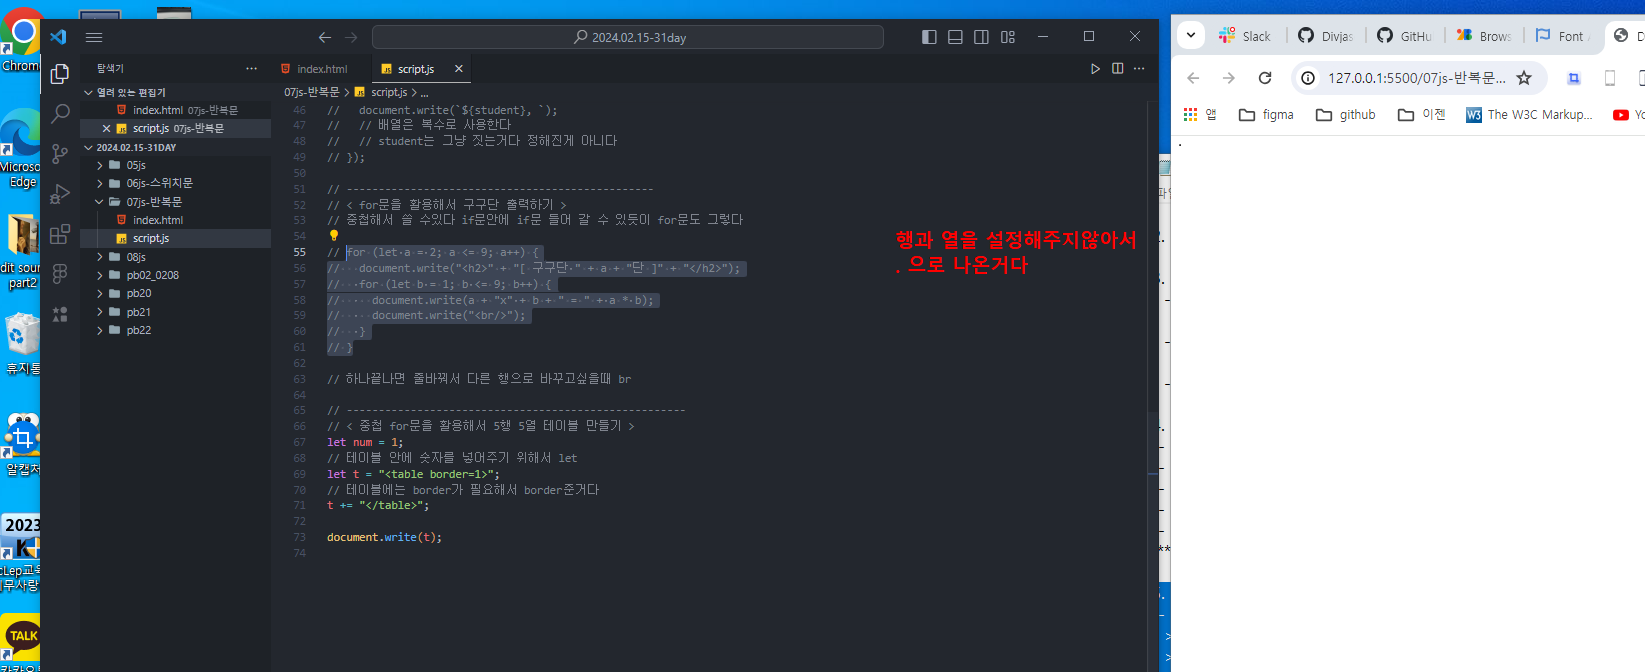 2024.02.15-31day
탐색기
index.html
script.js
열려 있는 편집기
index.html 07js-반복문
script.js 07js-반복문
2024.02.15-31DAY
05js
06js-스위치문
07js-반복문
index.html
script.js
08js
pb02_0208
pb20
pb21
pb22
07js-반복문 > script.js > ...
46 //   document.write(`${student}, `);
47 //   // 배열은 복수로 사용한다
48 //   // student는 그냥 짓는거다 정해진게 아니다
49 // });
50
51 // -----------------------------------------------
52 // < for문을 활용해서 구구단 출력하기 >
53 // 중첩해서 쓸 수있다 if문안에 if문 들어 갈 수 있듯이 for문도 그렇다
54
55 // for (let a = 2; a <= 9; a++) {
56 //   document.write("<h2>" + "[ 구구단 " + a + "단 ]" + "</h2>");
57 //   for (let b = 1; b <= 9; b++) {
58 //     document.write(a + "x" + b + " = " + a * b);
59 //     document.write("<br/>");
60 //   }
61 // }
62
63 // 하나끝나면 줄바꿔서 다른 행으로 바꾸고싶을때 br
64
65 // ----------------------------------------------------
66 // < 중첩 for문을 활용해서 5행 5열 테이블 만들기 >
67 let num = 1;
68 // 테이블 안에 숫자를 넣어주기 위해서 let
69 let t = "<table border=1>";
70 // 테이블에는 border가 필요해서 border준거다
71 t += "</table>";
72
73 document.write(t);
74
행과 열을 설정해주지않아서
. 으로 나온거다
Slack
Divjas
GitHu
Brows
Font
127.0.0.1:5500/07js-반복문...
앱
figma
github
이젠
The W3C Markup...
.
Chrom
Microso
Edge
dit sour
part2
휴지통
알캡처
2023
cLep교육
TALK